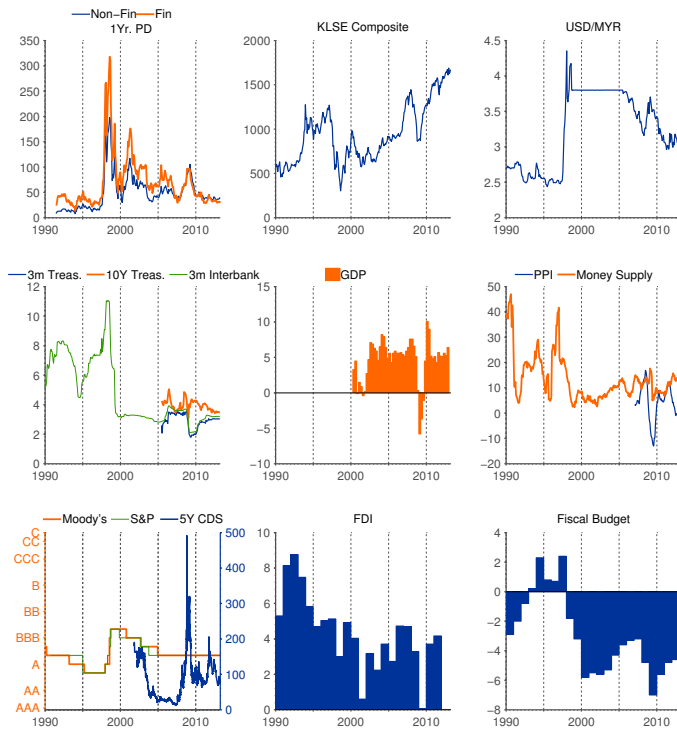 Non−Fin Fin
1Yr. PD
KLSE Composite
USD/MYR
350
300
250
200
150
100
50
0
1990 2000 2010
2000
1500
1000
500
0
1990 2000 2010
4.5
4
3.5
3
2.5
2
1990 2000 2010
3m Treas. 10Y Treas. 3m Interbank
GDP
PPI Money Supply
12
10
8
6
4
2
0
1990 2000 2010
15
10
5
0
−5
−10
1990 2000 2010
50
40
30
20
10
0
−10
−20
1990 2000 2010
Moody's S&P 5Y CDS
FDI
Fiscal Budget
C
CC
CCC
B
BB
BBB
A
AA
AAA
500
400
300
200
100
0
1990 2000 2010
10
8
6
4
2
0
1990 2000 2010
4
2
0
−2
−4
−6
−8
1990 2000 2010